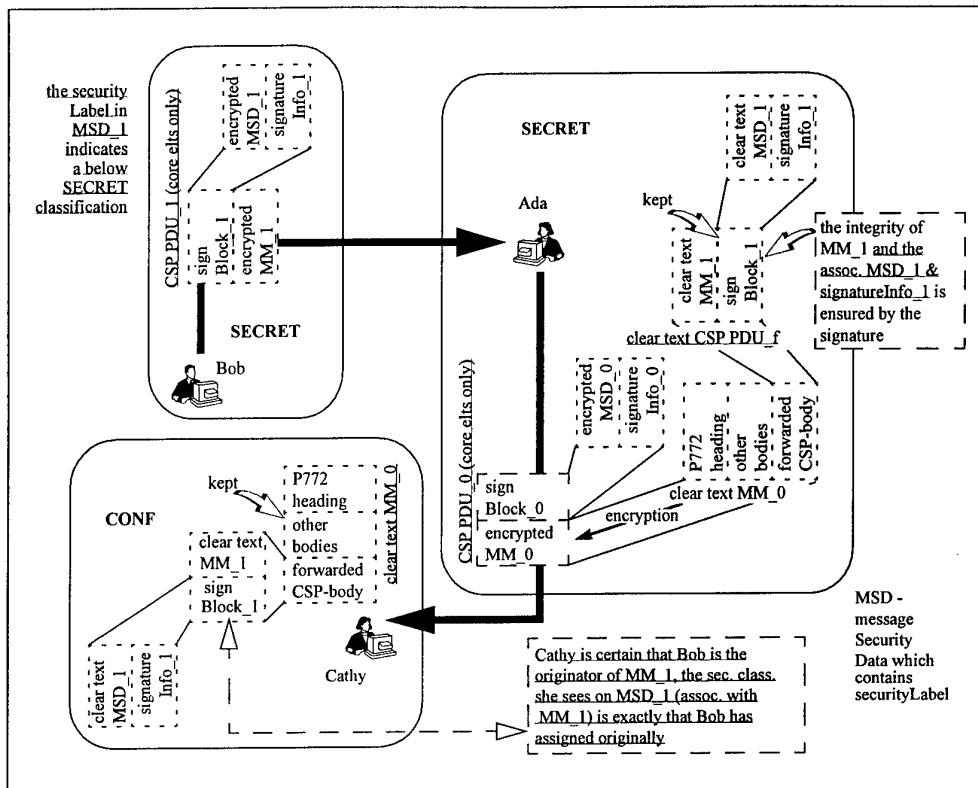 the security
Label.in
MSD_1
indicates
a below
SECRET
classification
CSP PDU_1 (core elts only)
encrypted
MSD_1
signature
Info_1
sign
Block_1
encrypted
MM_1
SECRET
Bob
SECRET
Ada
clear text
MSD_1
signature
Info_1
kept
clear text
MM_1
sign
Block_1
the integrity of
MM_1 and the
assoc. MSD_1 &
signatureInfo_1 is
ensured by the
signature
clear text CSP PDU_f
CSP PDU_0 (core elts only)
encrypted
MSD_0
signature
Info_0
P772
heading
other
bodies
forwarded
CSP-body
clear text MM_0
sign
Block_0
encryption
encrypted
MM_0
CONF
kept
P772
heading
other
bodies
forwarded
CSP-body
clear text MM_0
clear text
MM_1
sign
Block_1
clear text
MSD_1
signature
Info_1
Cathy
Cathy is certain that Bob is the
originator of MM_1, the sec. class.
she sees on MSD_1 (assoc. with
MM_1) is exactly that Bob has
assigned originally
MSD -
message
Security
Data which
contains
securityLabel